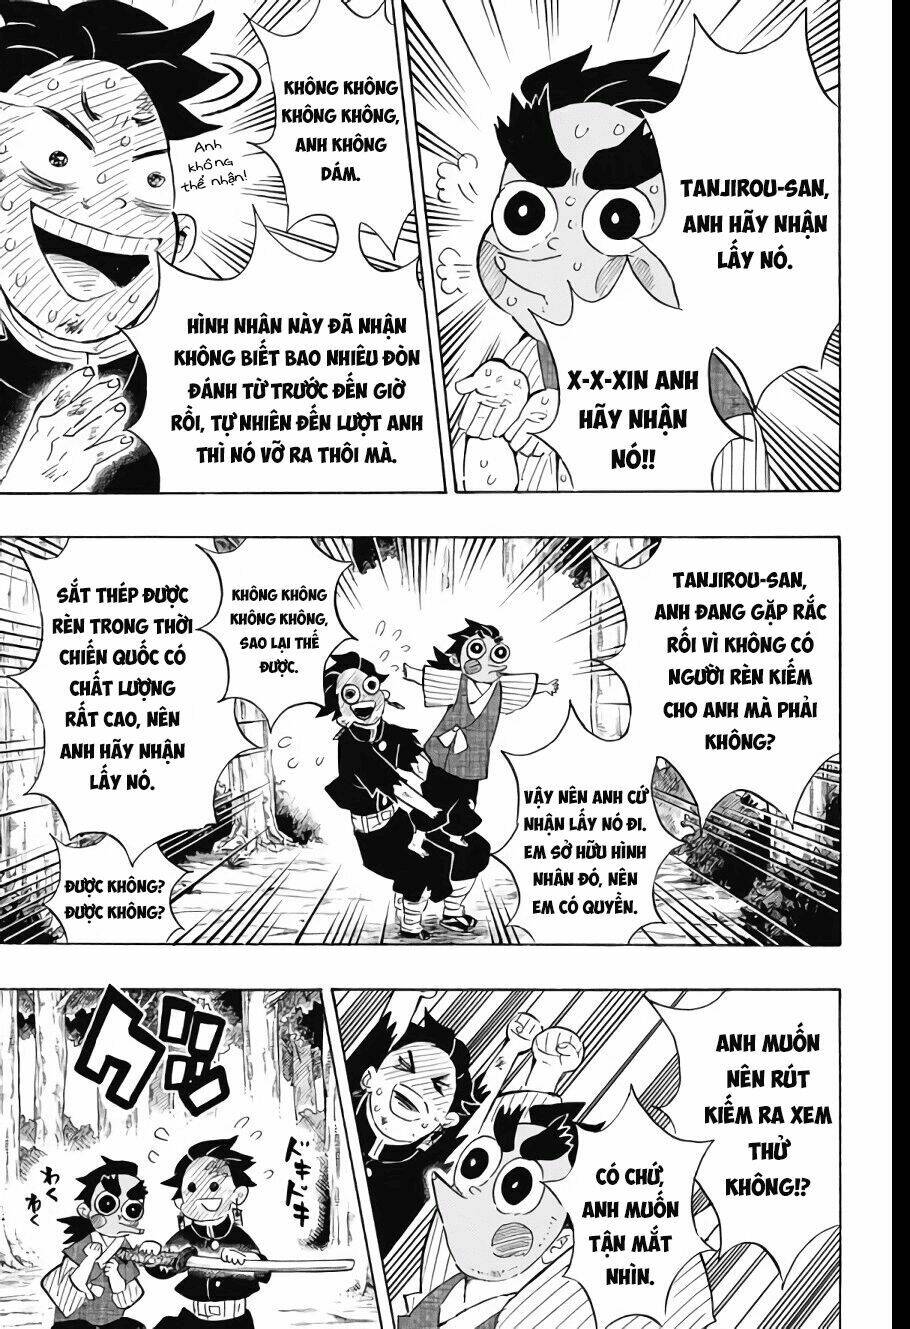 TANJIROU-SAN,
ANH HÃY NHẬN
LẤY NÓ.
X-X-XIN ANH
HÃY NHẬN
NÓ!!
KHÔNG KHÔNG
KHÔNG KHÔNG,
ANH KHÔNG
DÁM.
Anh
không
thể nhận!
HÌNH NHÂN NÀY ĐÃ NHẬN
KHÔNG BIẾT BAO NHIÊU ĐÒN
ĐÁNH TỪ TRƯỚC ĐẾN GIỜ
RỒI, TỰ NHIÊN ĐẾN LƯỢT ANH
THÌ NÓ VỠ RA THÔI MÀ.
TANJIROU-SAN,
ANH ĐANG GẶP RẮC
RỐI VÌ KHÔNG CÓ
NGƯỜI RÈN KIẾM
CHO ANH MÀ PHẢI
KHÔNG?
VẬY NÊN ANH CỨ
NHẬN LẤY NÓ ĐI.
EM SỞ HỮU HÌNH
NHÂN ĐÓ, NÊN
EM CÓ QUYỀN.
KHÔNG KHÔNG
KHÔNG KHÔNG,
SAO LẠI THẾ
ĐƯỢC.
SẮT THÉP ĐƯỢC
RÈN TRONG THỜI
CHIẾN QUỐC CÓ
CHẤT LƯỢNG
RẤT CAO, NÊN
ANH HÃY NHẬN
LẤY NÓ.
ĐƯỢC KHÔNG?
ĐƯỢC KHÔNG?
ANH MUỐN
NÊN RÚT
KIẾM RA XEM
THỬ
KHÔNG!?
CÓ CHỨ,
ANH MUỐN
TẬN MẮT
NHÌN.
グッ
ドキドキ
わくわく